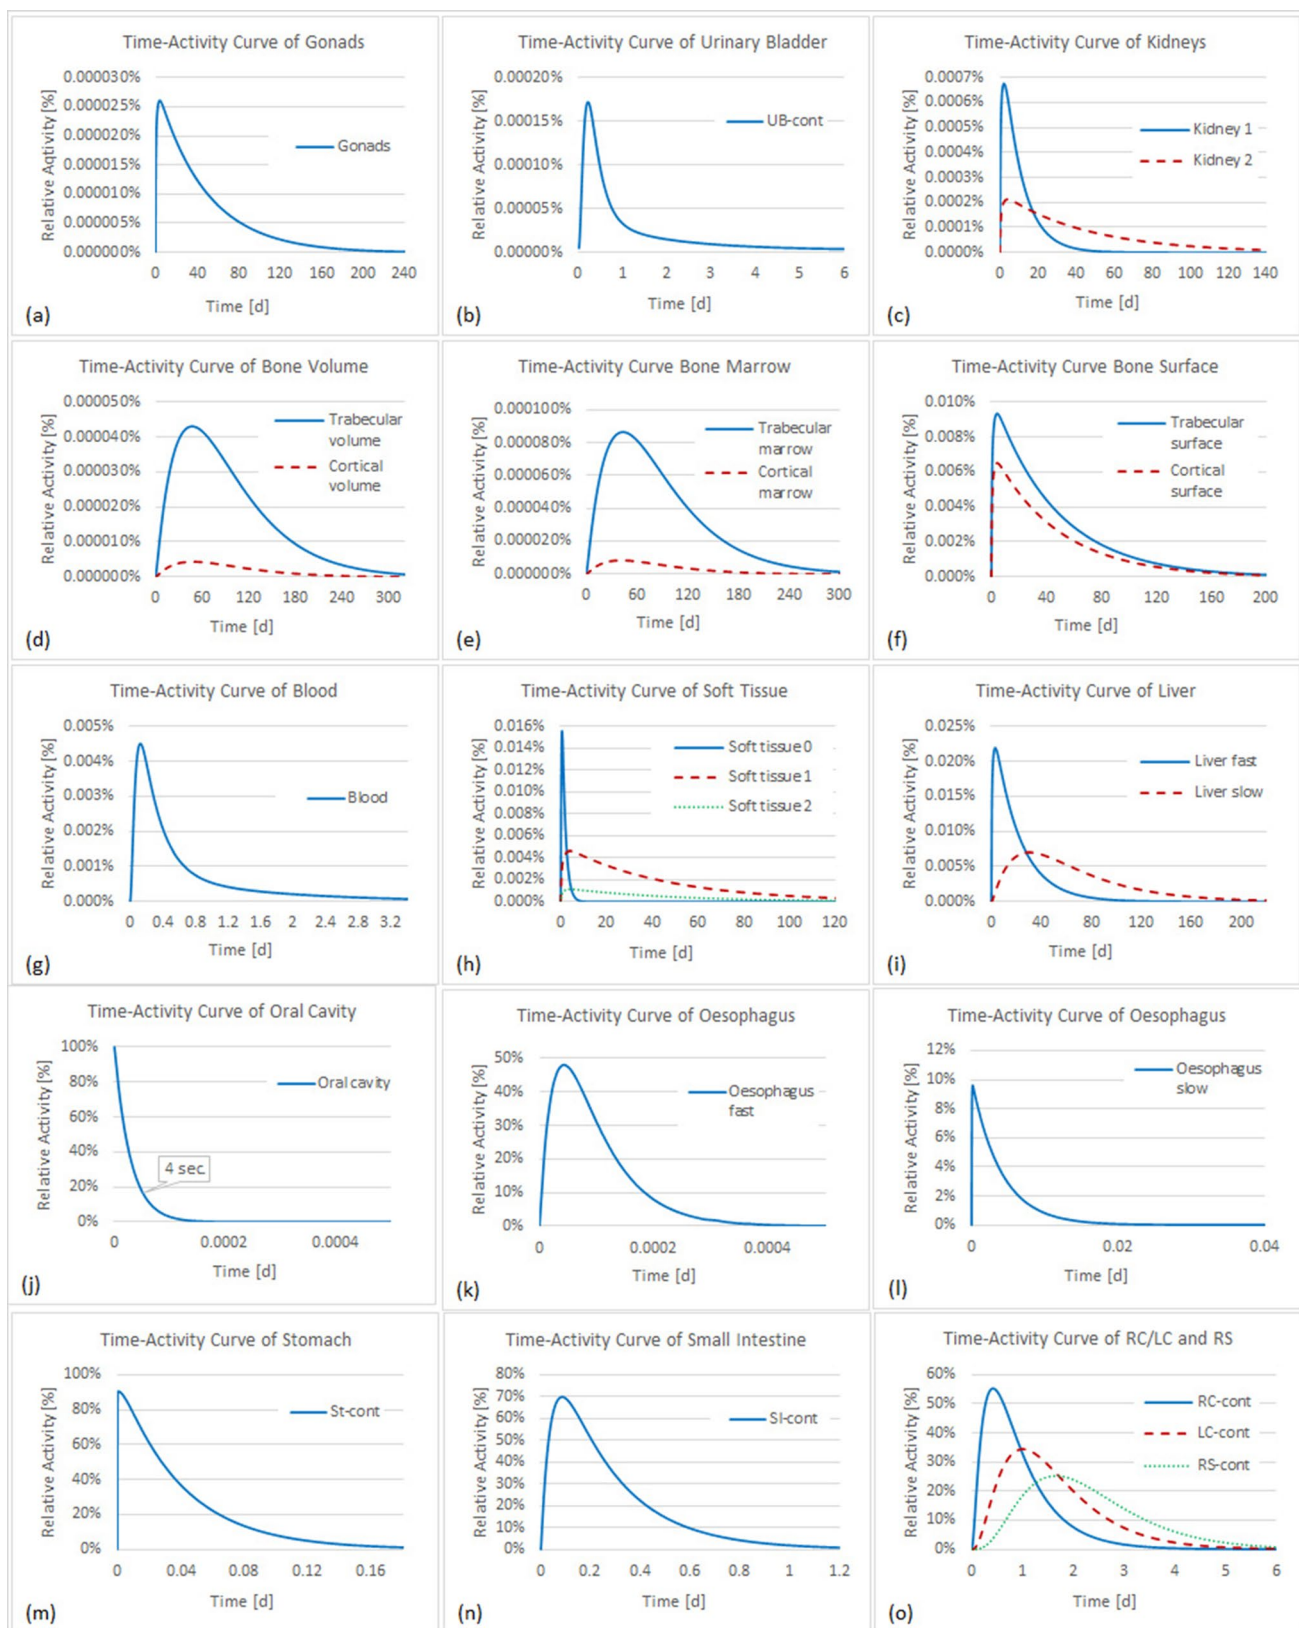 Time-Activity Curve of Gonads
Relative Aqtivity [%]
0.000030%
0.000025%
0.000020%
0.000015%
0.000010%
0.000005%
0.000000%
Gonads
0 40 80 120 160 200 240
Time [d]
(a)
Time-Activity Curve of Urinary Bladder
Relative Activity [%]
0.00020%
0.00015%
0.00010%
0.00005%
0.00000%
UB-cont
0 1 2 3 4 5 6
Time [d]
(b)
Time-Activity Curve of Kidneys
Relative Activity [%]
0.0007%
0.0006%
0.0005%
0.0004%
0.0003%
0.0002%
0.0001%
0.0000%
Kidney 1
Kidney 2
0 20 40 60 80 100 120 140
Time [d]
(c)
Time-Activity Curve of Bone Volume
Relative Activity [%]
0.000050%
0.000040%
0.000030%
0.000020%
0.000010%
0.000000%
Trabecular
volume
Cortical
volume
0 60 120 180 240 300
Time [d]
(d)
Time-Activity Curve Bone Marrow
Relative Activity [%]
0.000100%
0.000080%
0.000060%
0.000040%
0.000020%
0.000000%
Trabecular
marrow
Cortical
marrow
0 60 120 180 240 300
Time [d]
(e)
Time-Activity Curve Bone Surface
Relative Activity [%]
0.010%
0.008%
0.006%
0.004%
0.002%
0.000%
Trabecular
surface
Cortical
surface
0 40 80 120 160 200
Time [d]
(f)
Time-Activity Curve of Blood
Relative Activity [%]
0.005%
0.004%
0.003%
0.002%
0.001%
0.000%
Blood
0 0.4 0.8 1.2 1.6 2 2.4 2.8 3.2
Time [d]
(g)
Time-Activity Curve of Soft Tissue
Relative Activity [%]
0.016%
0.014%
0.012%
0.010%
0.008%
0.006%
0.004%
0.002%
0.000%
Soft tissue 0
Soft tissue 1
Soft tissue 2
0 20 40 60 80 100 120
Time [d]
(h)
Time-Activity Curve of Liver
Relative Activity [%]
0.025%
0.020%
0.015%
0.010%
0.005%
0.000%
Liver fast
Liver slow
0 40 80 120 160 200
Time [d]
(i)
Time-Activity Curve of Oral Cavity
Relative Activity [%]
100%
80%
60%
40%
20%
0%
Oral cavity
4 sec.
0 0.0002 0.0004
Time [d]
(j)
Time-Activity Curve of Oesophagus
Relative Activity [%]
50%
40%
30%
20%
10%
0%
Oesophagus
fast
0 0.0002 0.0004
Time [d]
(k)
Time-Activity Curve of Oesophagus
Relative Activity [%]
12%
10%
8%
6%
4%
2%
0%
Oesophagus
slow
0 0.02 0.04
Time [d]
(l)
Time-Activity Curve of Stomach
Relative Activity [%]
100%
80%
60%
40%
20%
0%
St-cont
0 0.04 0.08 0.12 0.16
Time [d]
(m)
Time-Activity Curve of Small Intestine
Relative Activity [%]
80%
70%
60%
50%
40%
30%
20%
10%
0%
SI-cont
0 0.2 0.4 0.6 0.8 1 1.2
Time [d]
(n)
Time-Activity Curve of RC/LC and RS
Relative Activity [%]
60%
50%
40%
30%
20%
10%
0%
RC-cont
LC-cont
RS-cont
0 1 2 3 4 5 6
Time [d]
(o)